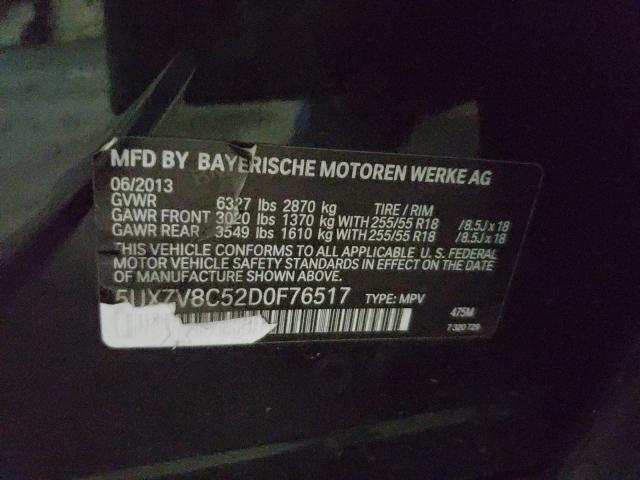 MFD BY BAYERISCHE MOTOREN WERKE AG
06/2013
GVWR 6327 lbs 2870 kg TIRE / RIM
GAWR FRONT 3020 lbs 1370 kg WITH 255/55 R18 /8.5J x 18
GAWR REAR 3549 lbs 1610 kg WITH 255/55 R18 /8.5J x 18
THIS VEHICLE CONFORMS TO ALL APPLICABLE U. S. FEDERAL
MOTOR VEHICLE SAFETY STANDARDS IN EFFECT ON THE DATE
OF MANUFACTURE SHOWN ABOVE.
5UXZV8C52D0F76517 TYPE: MPV 475M
7 320 729